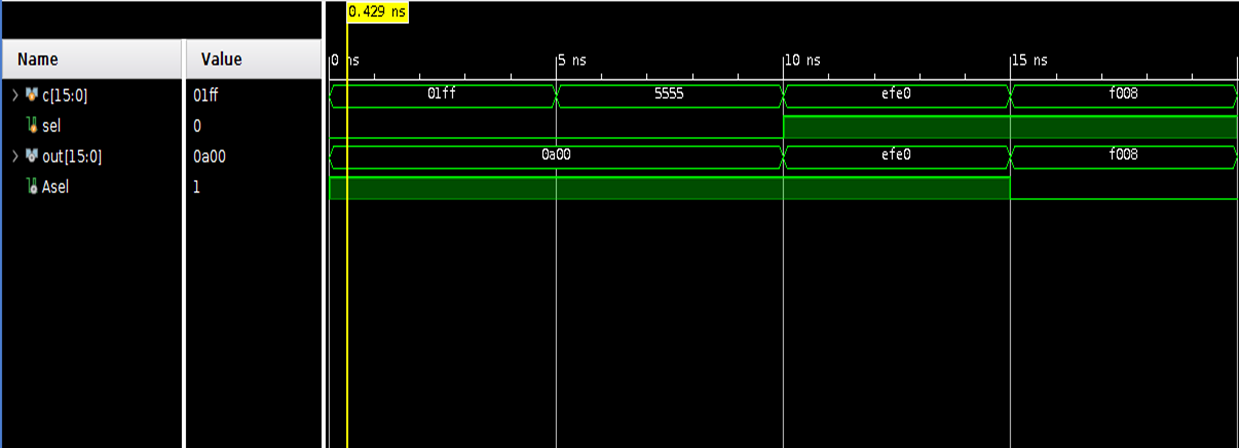 0.429 ns
Name Value 0 ns 5 ns 10 ns 15 ns
c[15:0] 01ff 01ff 5555 efe0 f008
sel 0
out[15:0] 0a00 0a00 efe0 f008
Asel 1